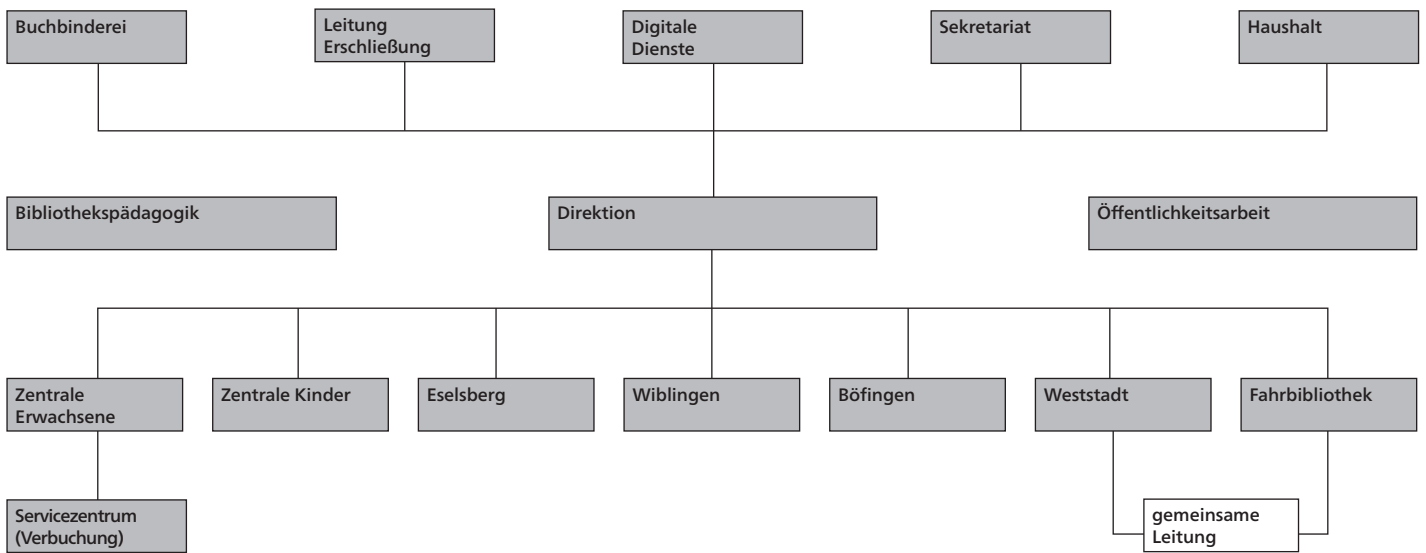 Buchbinderei
Leitung
Erschließung
Digitale
Dienste
Sekretariat
Haushalt
Bibliothekspädagogik
Direktion
Öffentlichkeitsarbeit
Zentrale
Erwachsene
Zentrale Kinder
Eselsberg
Wiblingen
Böfingen
Weststadt
Fahrbibliothek
Servicezentrum
(Verbuchung)
gemeinsame
Leitung